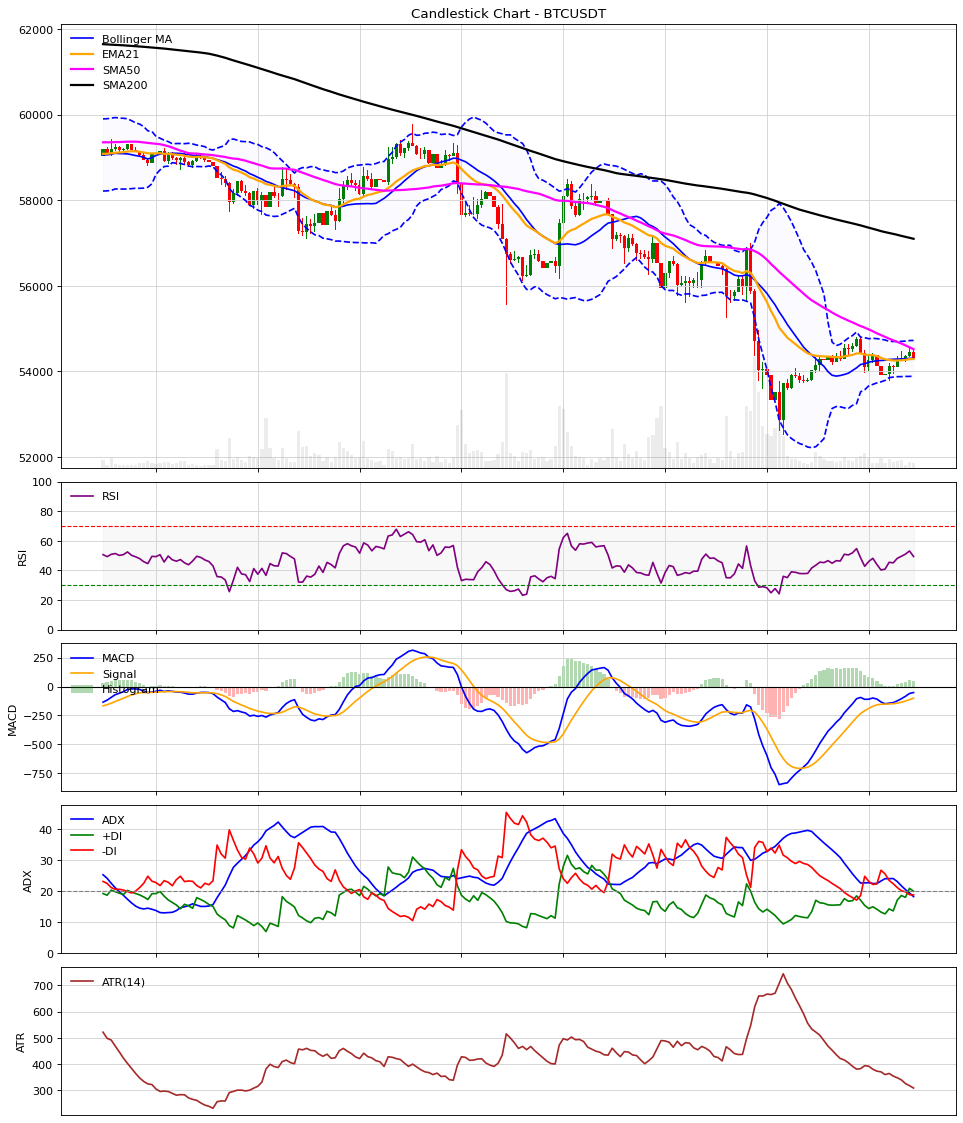 Candlestick Chart - BTCUSDT
62000
60000
58000
56000
54000
52000
Bollinger MA
EMA21
SMA50
SMA200
100
80
60
40
20
0
RSI
RSI
250
0
−250
−500
−750
MACD
MACD
Signal
Histogram
40
30
20
10
0
ADX
ADX
+DI
-DI
700
600
500
400
300
ATR
ATR(14)